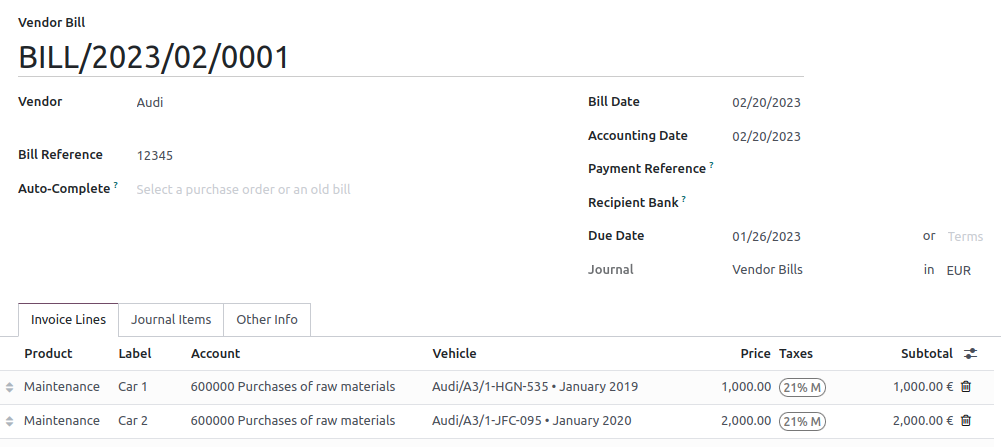 Vendor Bill
BILL/2023/02/0001
Vendor Audi Bill Date 02/20/2023
Accounting Date 02/20/2023
Bill Reference 12345 Payment Reference ?
Auto-Complete ? Select a purchase order or an old bill Recipient Bank ?
Due Date 01/26/2023 or Terms
Journal Vendor Bills in EUR
Invoice Lines Journal Items Other Info
Product Label Account Vehicle Price Taxes Subtotal
Maintenance Car 1 600000 Purchases of raw materials Audi/A3/1-HGN-535 • January 2019 1,000.00 21% M 1,000.00 €
Maintenance Car 2 600000 Purchases of raw materials Audi/A3/1-JFC-095 • January 2020 2,000.00 21% M 2,000.00 €